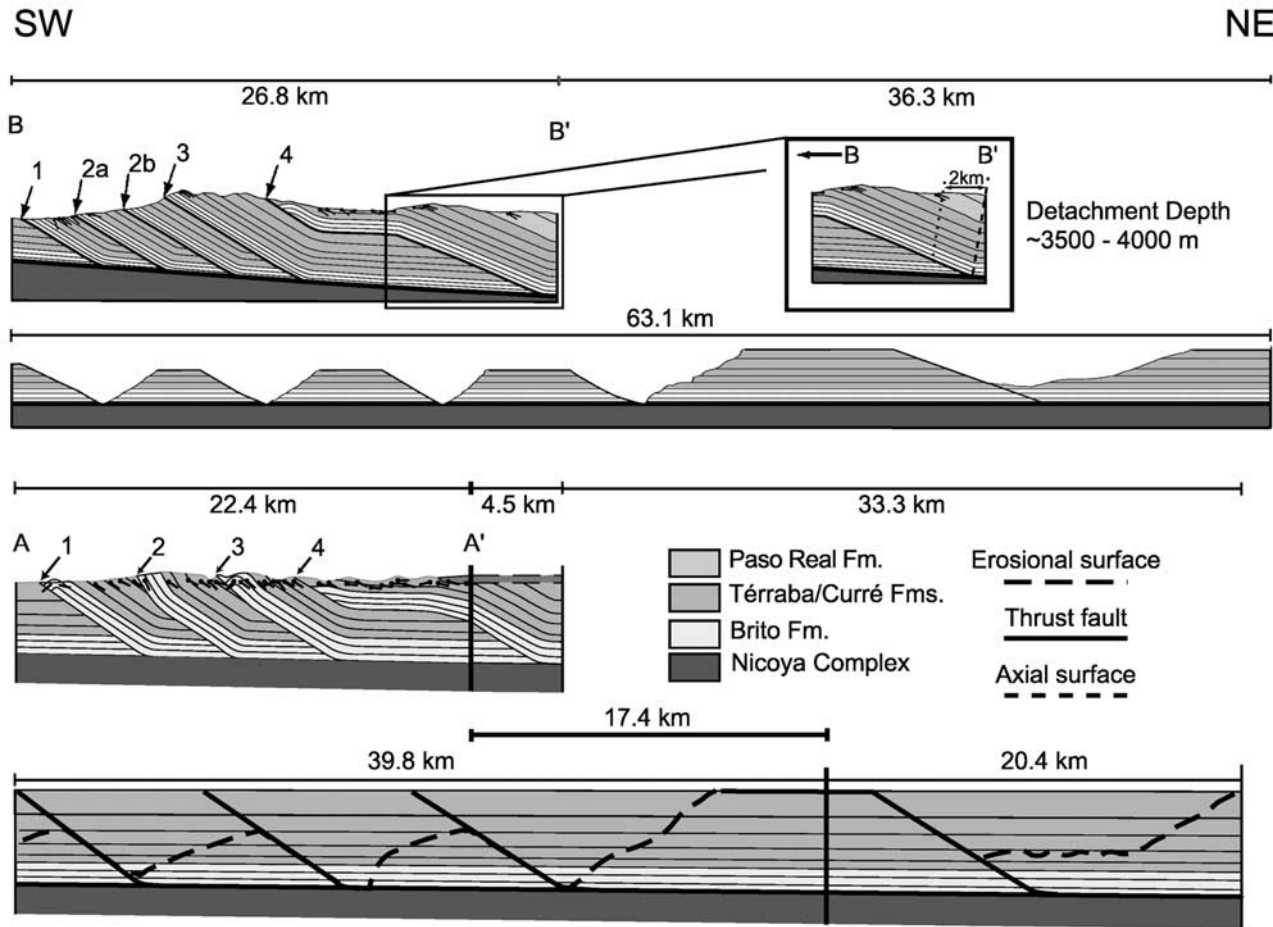 SW
NE
26.8 km
36.3 km
B
B'
1
2a
2b
3
4
B
B'
2km
Detachment Depth
~3500 - 4000 m
63.1 km
22.4 km
4.5 km
33.3 km
A
A'
1
2
3
4
Paso Real Fm.
Térraba/Curré Fms.
Brito Fm.
Nicoya Complex
Erosional surface
Thrust fault
Axial surface
17.4 km
39.8 km
20.4 km